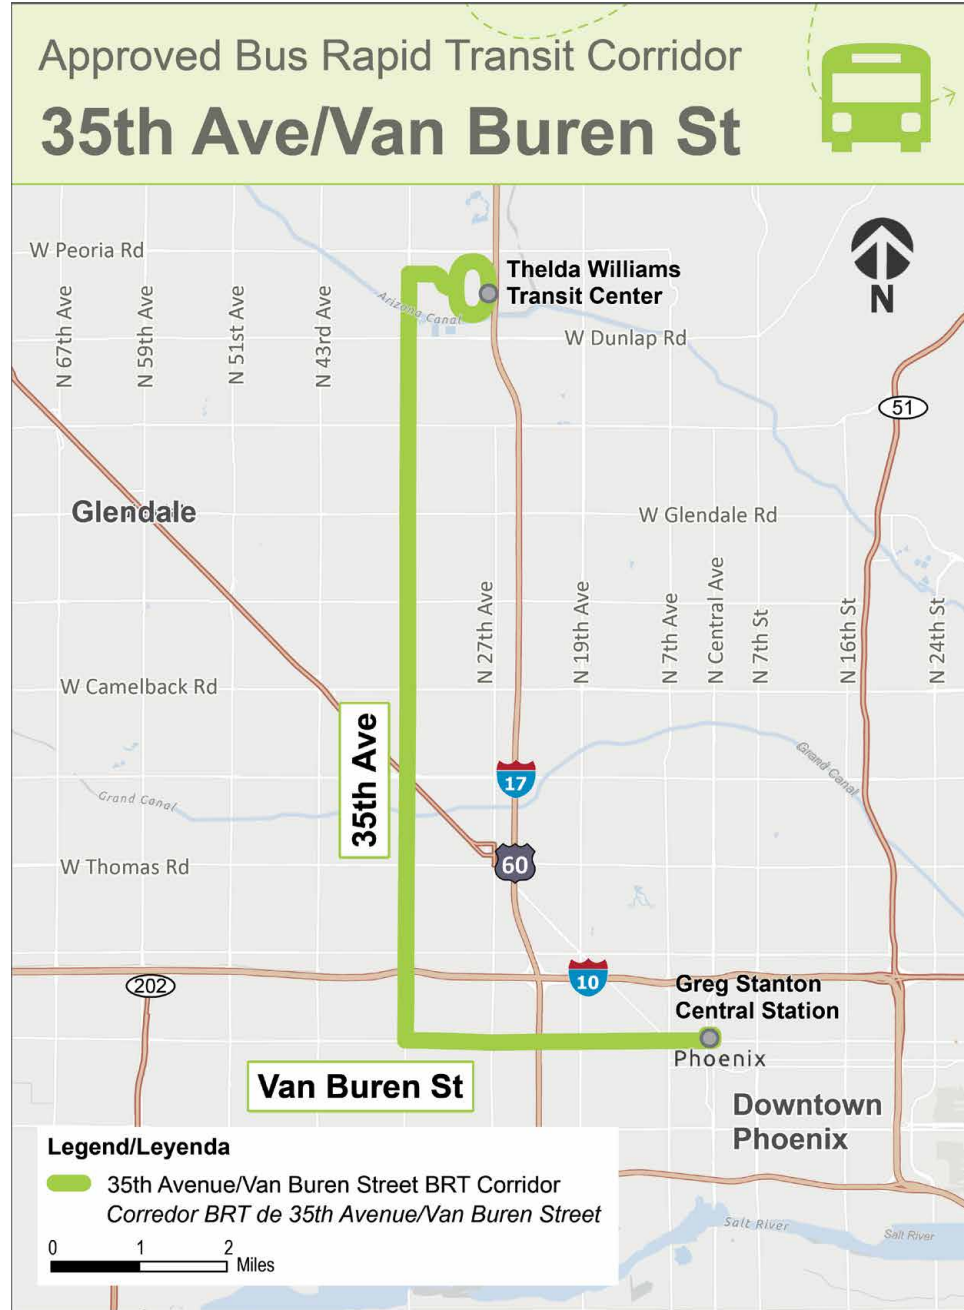 Approved Bus Rapid Transit Corridor
35th Ave/Van Buren St
W Peoria Rd
Thelda Williams
Transit Center
N
N 67th Ave
N 59th Ave
N 51st Ave
N 43rd Ave
Arizona Canal
W Dunlap Rd
51
Glendale
W Glendale Rd
N 27th Ave
N 19th Ave
N 7th Ave
N Central Ave
N 7th St
N 16th St
N 24th St
W Camelback Rd
35th Ave
17
Grand Canal
Grand Canal
W Thomas Rd
60
202
10
Greg Stanton
Central Station
Phoenix
Van Buren St
Downtown
Phoenix
Legend/Leyenda
35th Avenue/Van Buren Street BRT Corridor
Corredor BRT de 35th Avenue/Van Buren Street
0 1 2
Miles
Salt River
Salt River